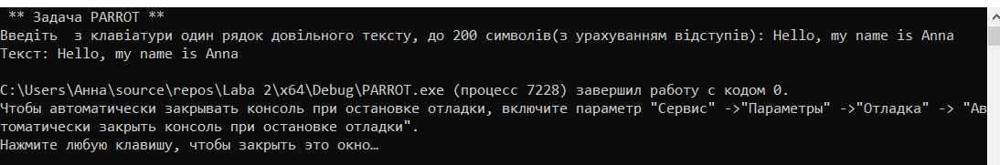 ** Задача PARROT **
Введіть  з клавіатури один рядок довільного тексту, до 200 символів(з урахуванням відступів): Hello, my name is Anna
Текст: Hello, my name is Anna
C:\Users\Анна\source\repos\Laba 2\x64\Debug\PARROT.exe (процесс 7228) завершил работу с кодом 0.
Чтобы автоматически закрывать консоль при остановке отладки, включите параметр "Сервис" ->"Параметры" ->"Отладка" -> "Ав
томатически закрыть консоль при остановке отладки".
Нажмите любую клавишу, чтобы закрыть это окно…